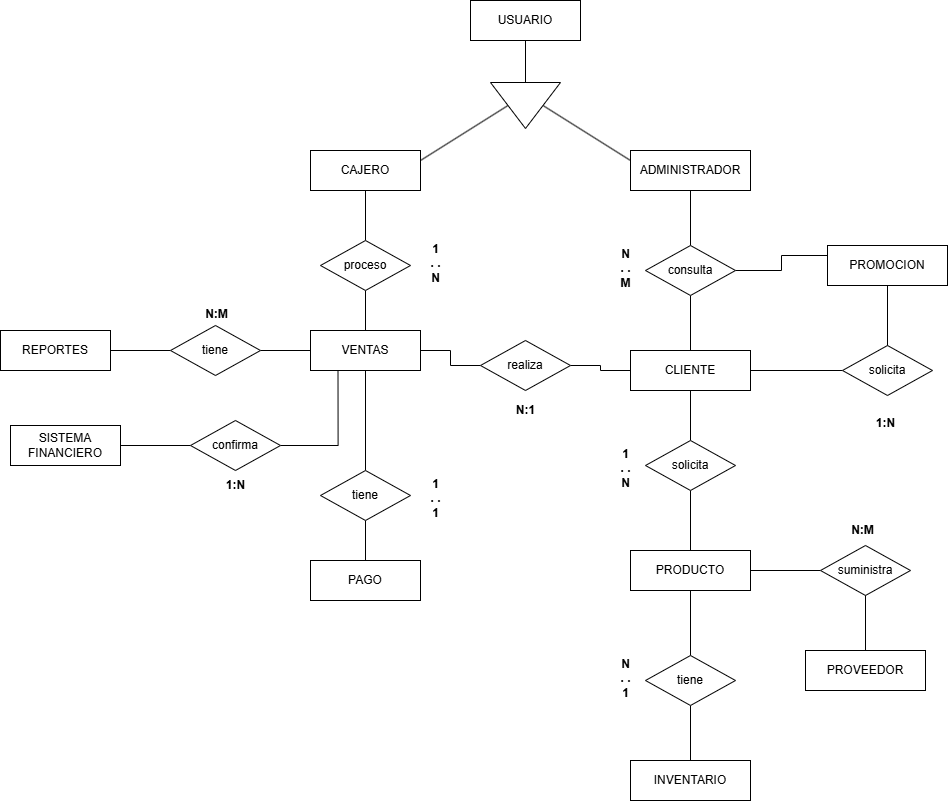 USUARIO
CAJERO
ADMINISTRADOR
proceso
1
..
N
N
..
M
consulta
PROMOCION
N:M
REPORTES
tiene
VENTAS
realiza
N:1
CLIENTE
solicita
1:N
SISTEMA
FINANCIERO
confirma
1:N
1
..
N
solicita
tiene
1
..
1
N:M
PAGO
PRODUCTO
suministra
PROVEEDOR
N
..
1
tiene
INVENTARIO